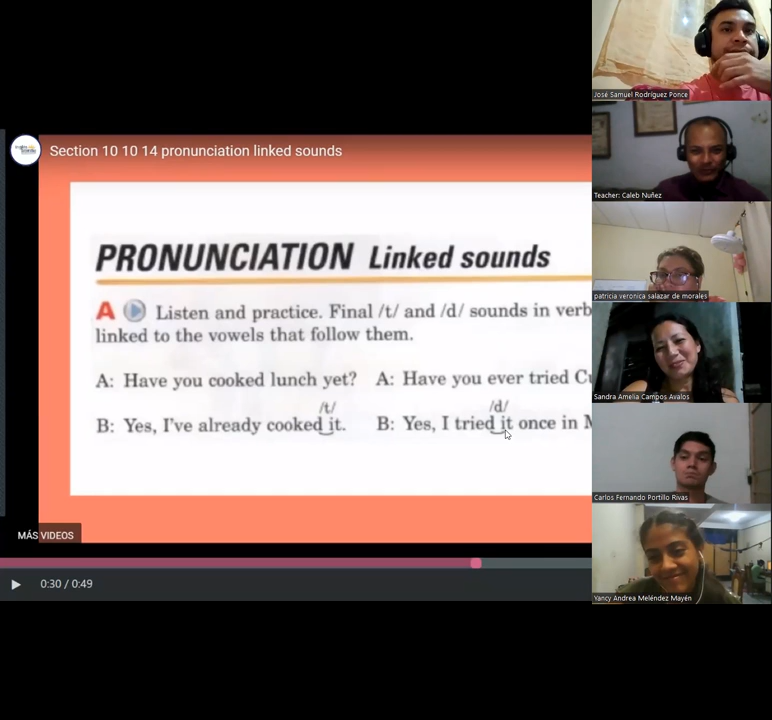 Section 10 10 14 pronunciation linked sounds
PRONUNCIATION Linked sounds
A Listen and practice. Final /t/ and /d/ sounds in verb
linked to the vowels that follow them.
A: Have you cooked lunch yet?
/t/
B: Yes, I've already cooked it.
A: Have you ever tried
/d/
B: Yes, I tried it once in
MÁS VIDEOS
0:30 / 0:49
José Samuel Rodríguez Ponce
Teacher: Caleb Nuñez
patricia veronica salazar de morales
Sandra Amelia Campos Avalos
Carlos Fernando Portillo Rivas
Yancy Andrea Meléndez Mayén